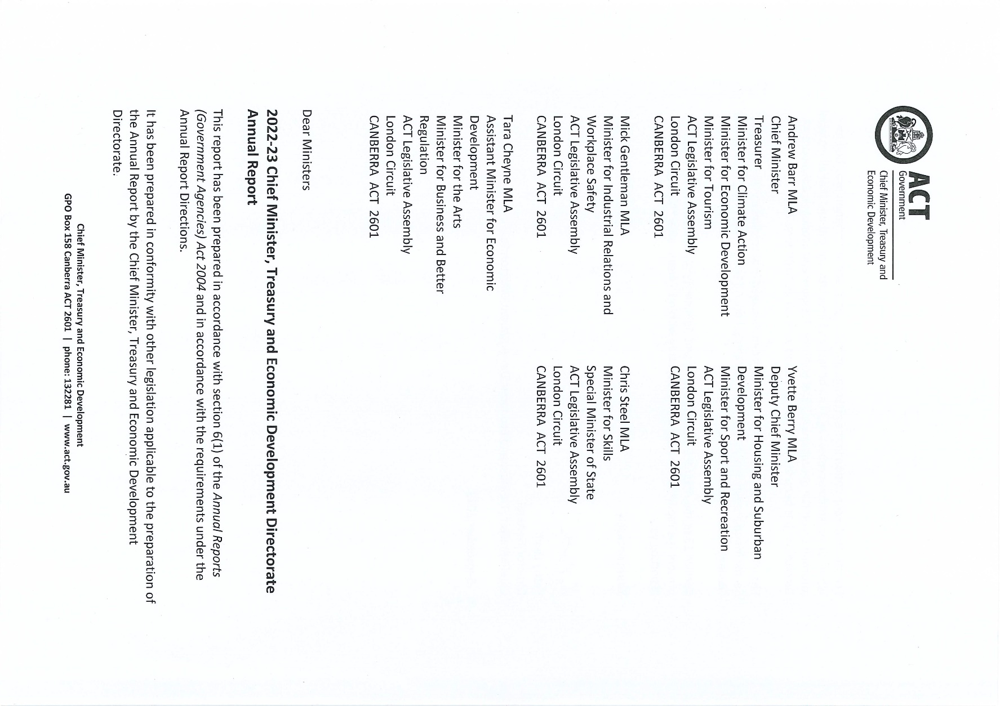 ACT
Government
Chief Minister, Treasury and
Economic Development
Andrew Barr MLA
Chief Minister
Treasurer
Minister for Climate Action
Minister for Economic Development
Minister for Tourism
ACT Legislative Assembly
London Circuit
CANBERRA ACT 2601
Yvette Berry MLA
Deputy Chief Minister
Minister for Housing and Suburban
Development
Minister for Sport and Recreation
ACT Legislative Assembly
London Circuit
CANBERRA ACT 2601
Mick Gentleman MLA
Minister for Industrial Relations and
Workplace Safety
ACT Legislative Assembly
London Circuit
CANBERRA ACT 2601
Chris Steel MLA
Minister for Skills
Special Minister of State
ACT Legislative Assembly
London Circuit
CANBERRA ACT 2601
Tara Cheyne MLA
Assistant Minister for Economic
Development
Minister for the Arts
Minister for Business and Better
Regulation
ACT Legislative Assembly
London Circuit
CANBERRA ACT 2601
Dear Ministers
2022-23 Chief Minister, Treasury and Economic Development Directorate
Annual Report
This report has been prepared in accordance with section 6(1) of the Annual Reports
(Government Agencies) Act 2004 and in accordance with the requirements under the
Annual Report Directions.
It has been prepared in conformity with other legislation applicable to the preparation of
the Annual Report by the Chief Minister, Treasury and Economic Development
Directorate.
Chief Minister, Treasury and Economic Development
GPO Box 158 Canberra ACT 2601 | phone: 132281 | www.act.gov.au